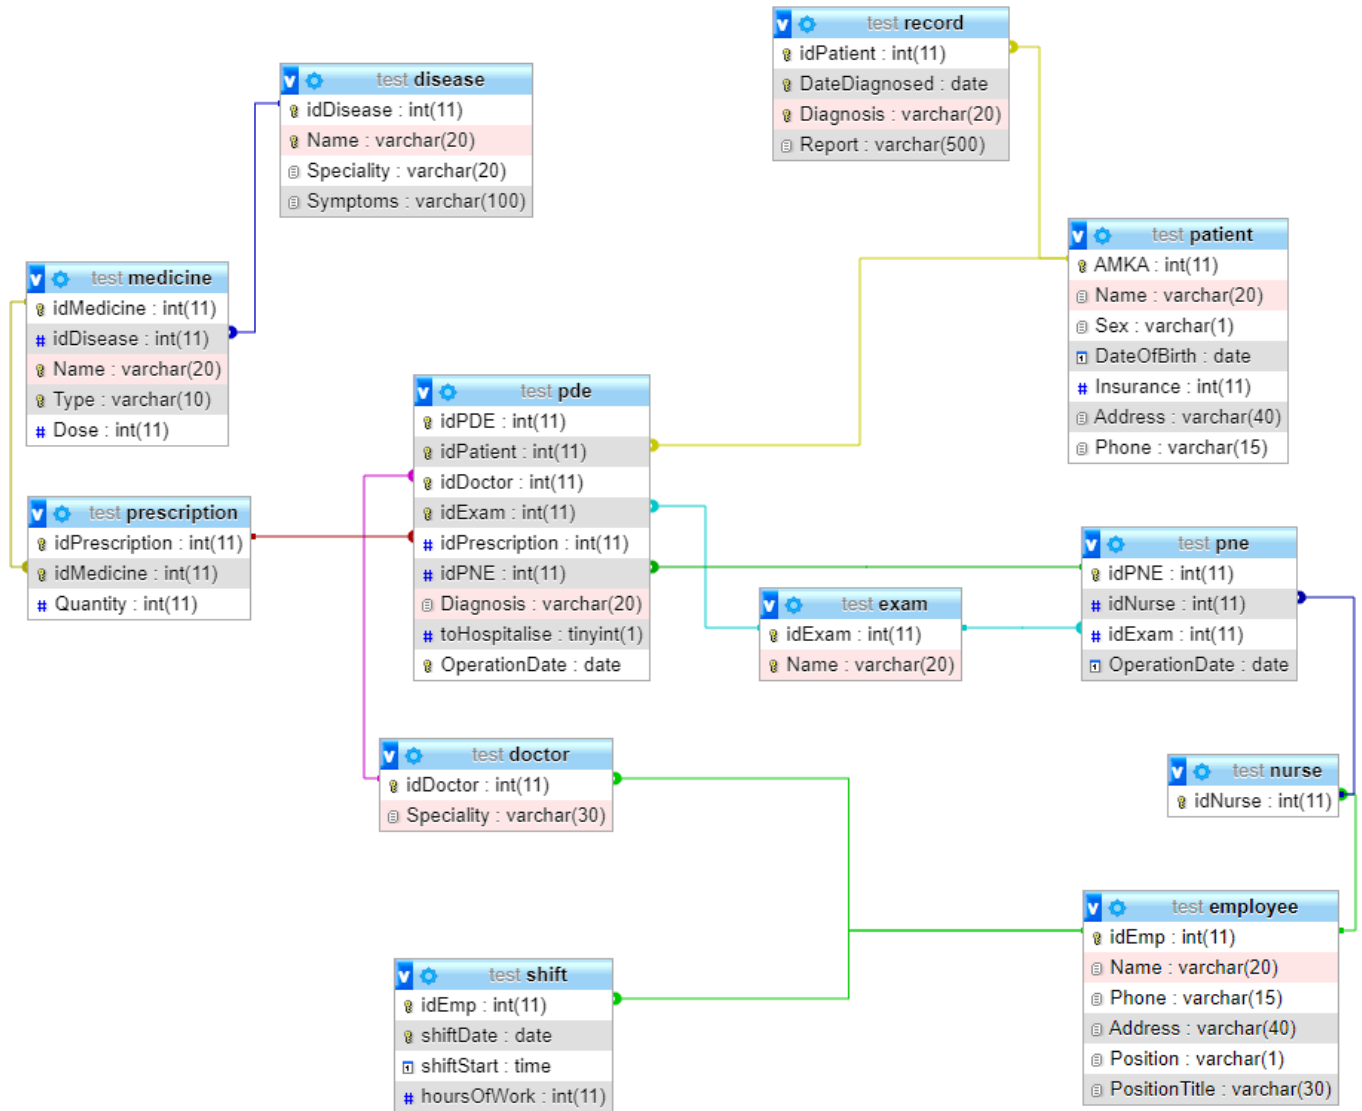 test record
idPatient : int(11)
DateDiagnosed : date
Diagnosis : varchar(20)
Report : varchar(500)
test disease
idDisease : int(11)
Name : varchar(20)
Speciality : varchar(20)
Symptoms : varchar(100)
test patient
AMKA : int(11)
Name : varchar(20)
Sex : varchar(1)
DateOfBirth : date
Insurance : int(11)
Address : varchar(40)
Phone : varchar(15)
test medicine
idMedicine : int(11)
idDisease : int(11)
Name : varchar(20)
Type : varchar(10)
Dose : int(11)
test pde
idPDE : int(11)
idPatient : int(11)
idDoctor : int(11)
idExam : int(11)
idPrescription : int(11)
idPNE : int(11)
Diagnosis : varchar(20)
toHospitalise : tinyint(1)
OperationDate : date
test prescription
idPrescription : int(11)
idMedicine : int(11)
Quantity : int(11)
test exam
idExam : int(11)
Name : varchar(20)
test pne
idPNE : int(11)
idNurse : int(11)
idExam : int(11)
OperationDate : date
test doctor
idDoctor : int(11)
Speciality : varchar(30)
test nurse
idNurse : int(11)
test employee
idEmp : int(11)
Name : varchar(20)
Phone : varchar(15)
Address : varchar(40)
Position : varchar(1)
PositionTitle : varchar(30)
test shift
idEmp : int(11)
shiftDate : date
shiftStart : time
hoursOfWork : int(11)